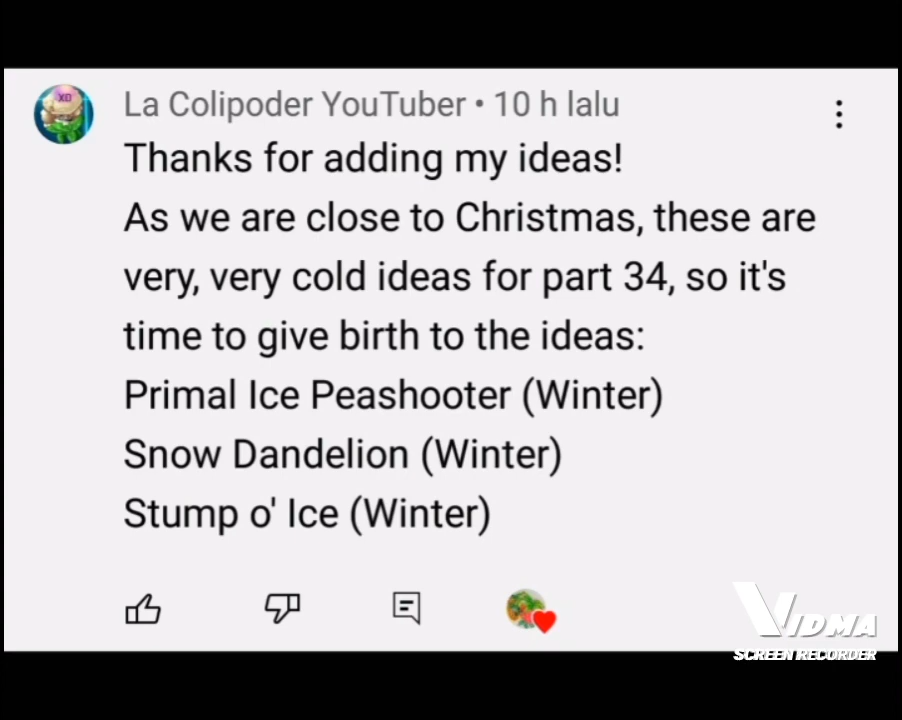 XD
La Colipoder YouTuber • 10 h lalu
Thanks for adding my ideas!
As we are close to Christmas, these are
very, very cold ideas for part 34, so it's
time to give birth to the ideas:
Primal Ice Peashooter (Winter)
Snow Dandelion (Winter)
Stump o' Ice (Winter)
VIDMA
SCREEN RECORDER